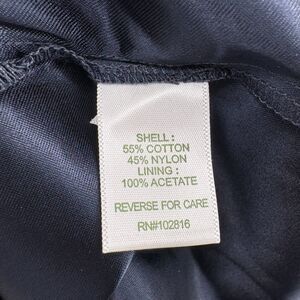 SHELL :
55% COTTON
45% NYLON
LINING :
100% ACETATE
REVERSE FOR CARE
RN#102816